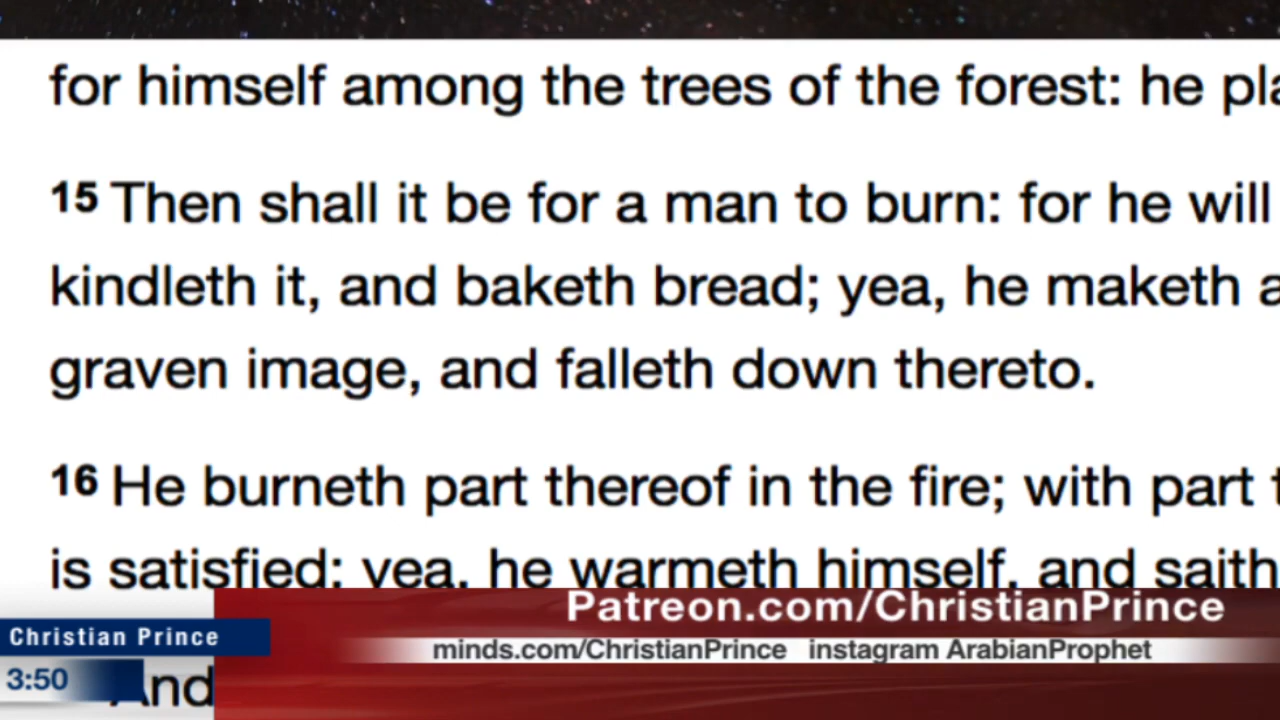 for himself among the trees of the forest: he
15 Then shall it be for a man to burn: for he will
kindleth it, and baketh bread; yea, he maketh a
graven image, and falleth down thereto.
16 He burneth part thereof in the fire; with part
is satisfied: yea, he warmeth himself, and saith
And
Patreon.com/ChristianPrince
Christian Prince
minds.com/ChristianPrince instagram ArabianProphet
3:50